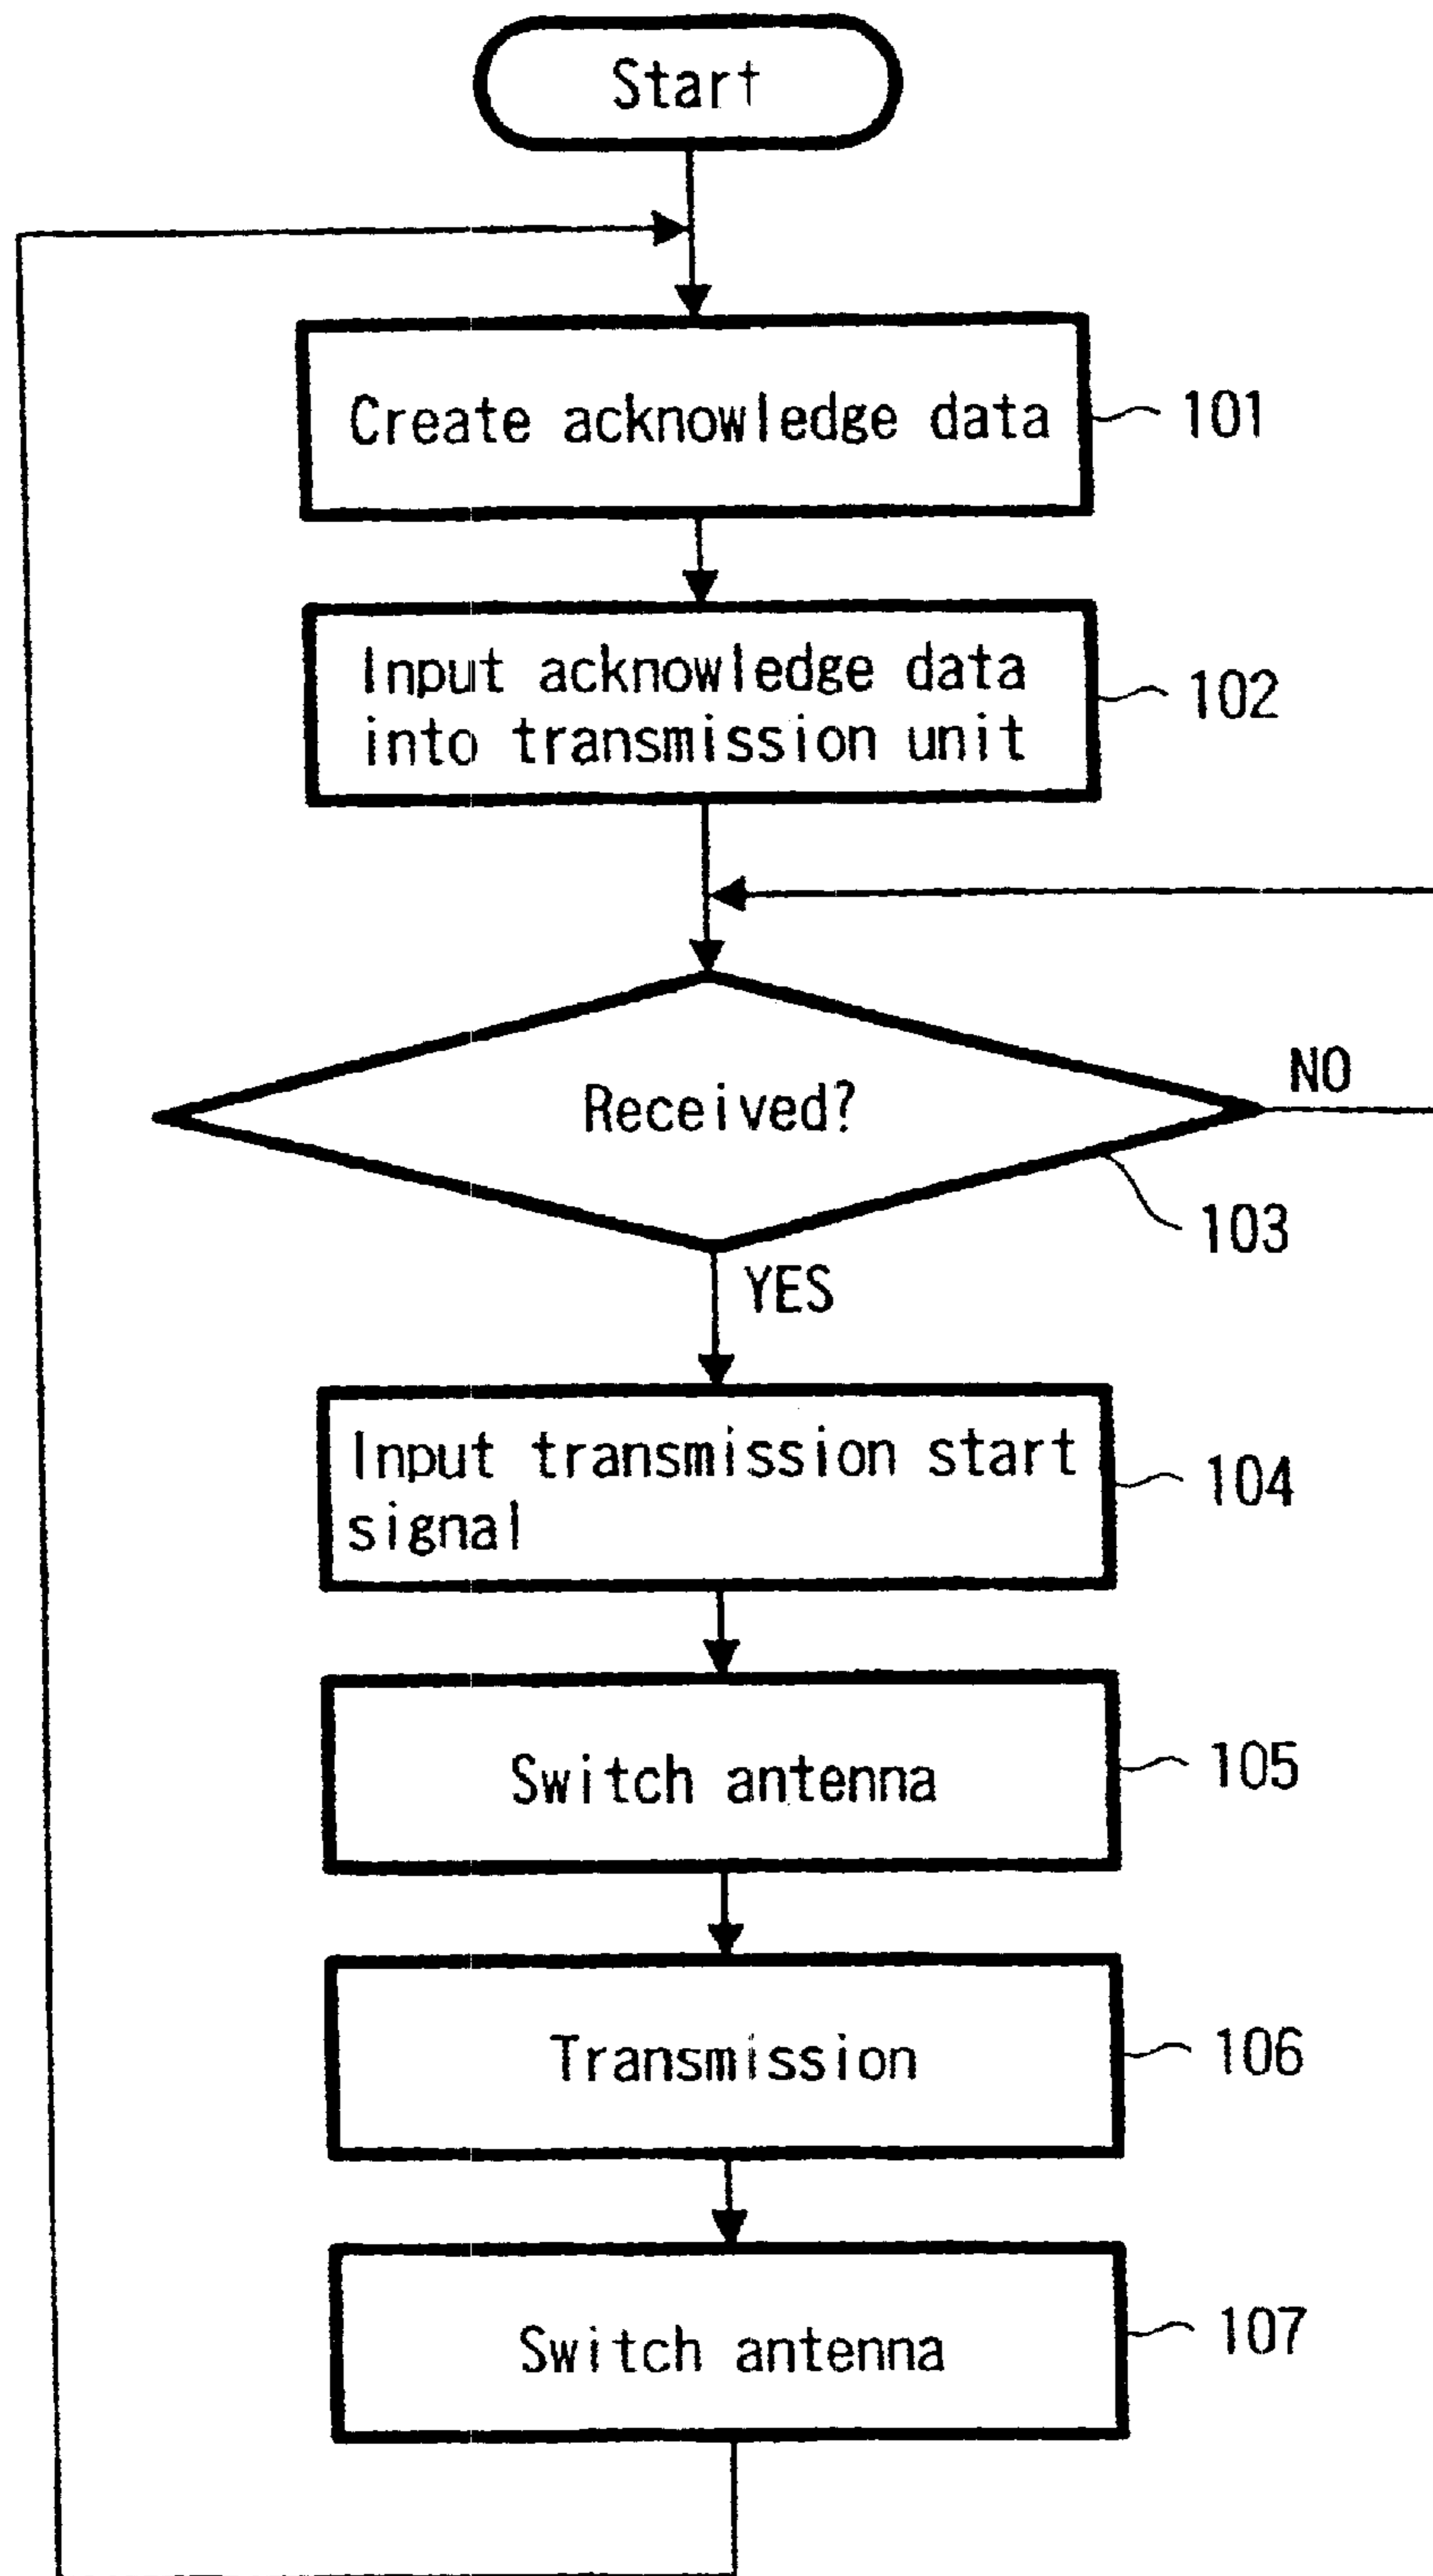 Start
Create acknowledge data
101
Input acknowledge data
into transmission unit
102
Received?
NO
103
YES
Input transmission start
signal
104
Switch antenna
105
Transmission
106
Switch antenna
107